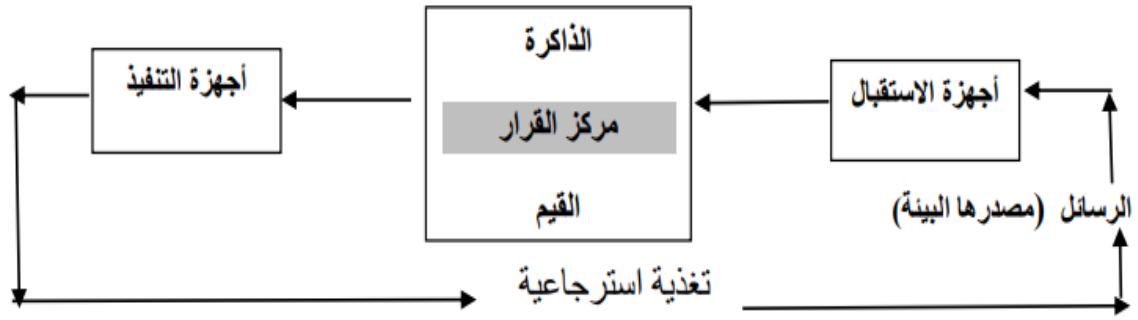 الذاكرة
أجهزة الاستقبال
أجهزة التنفيذ
مركز القرار
الرسائل (مصدرها البيئة)
القيم
تغذية استرجاعية